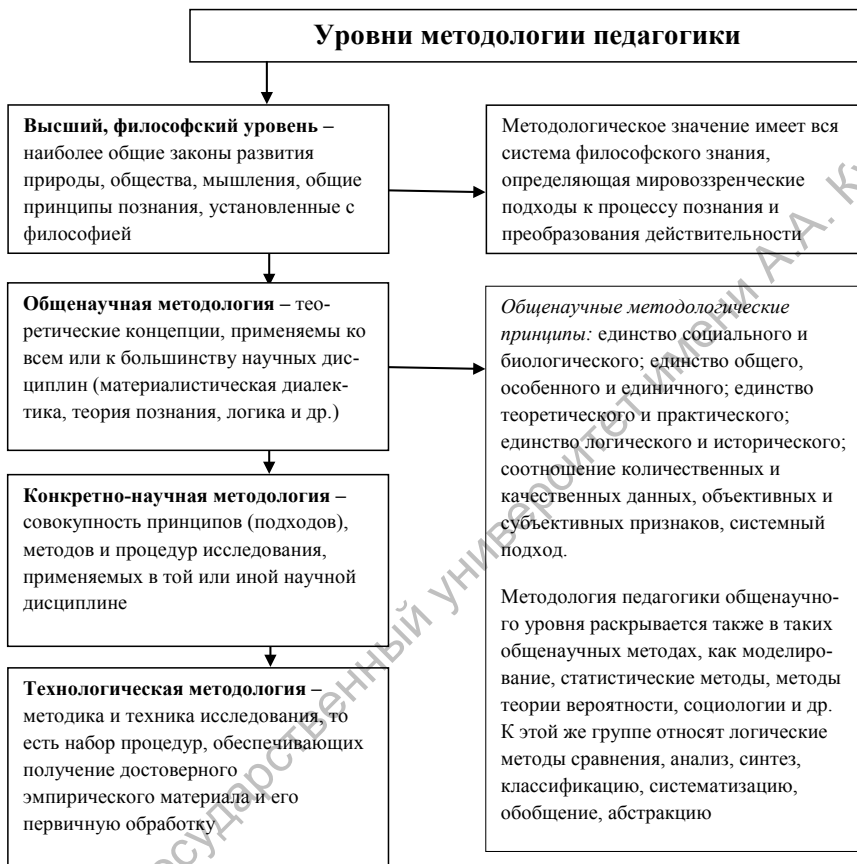 Уровни методологии педагогики
Высший, философский уровень –
наиболее общие законы развития
природы, общества, мышления, общие
принципы познания, установленные с
философией
Методологическое значение имеет вся
система философского знания,
определяющая мировоззренческие
подходы к процессу познания и
преобразования действительности
Общенаучная методология – тео-
ретические концепции, применяемы ко
всем или к большинству научных дис-
циплин (материалистическая диалек-
тика, теория познания, логика и др.)
Общенаучные методологические
принципы: единство социального и
биологического; единство общего,
особенного и единичного; единство
теоретического и практического;
единство логического и исторического;
соотношение количественных и
качественных данных, объективных и
субъективных признаков, системный
подход.
Методология педагогики общенаучно-
го уровня раскрывается также в таких
общенаучных методах, как моделиро-
вание, статистические методы, методы
теории вероятности, социологии и др.
К этой же группе относят логические
методы сравнения, анализ, синтез,
классификацию, систематизацию,
обобщение, абстракцию
Конкретно-научная методология –
совокупность принципов (подходов),
методов и процедур исследования,
применяемых в той или иной научной
дисциплине
Технологическая методология –
методика и техника исследования, то
есть набор процедур, обеспечивающих
получение достоверного
эмпирического материала и его
первичную обработку
государственный университет имени А.А. Ку